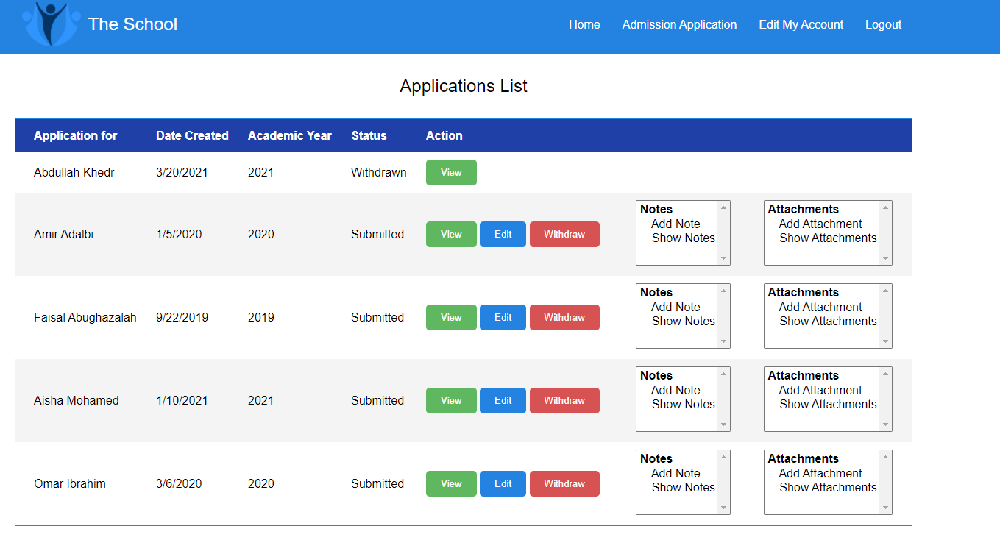 The School
Home Admission Application Edit My Account Logout
Applications List
Application for Date Created Academic Year Status Action
Abdullah Khedr 3/20/2021 2021 Withdrawn View
Notes Attachments
Add Note Add Attachment
Amir Adalbi 1/5/2020 2020 Submitted View Edit Withdraw
Show Notes Show Attachments
Notes Attachments
Add Note Add Attachment
Faisal Abughazalah 9/22/2019 2019 Submitted View Edit Withdraw
Show Notes Show Attachments
Notes Attachments
Add Note Add Attachment
Aisha Mohamed 1/10/2021 2021 Submitted View Edit Withdraw
Show Notes Show Attachments
Notes Attachments
Add Note Add Attachment
Omar Ibrahim 3/6/2020 2020 Submitted View Edit Withdraw
Show Notes Show Attachments